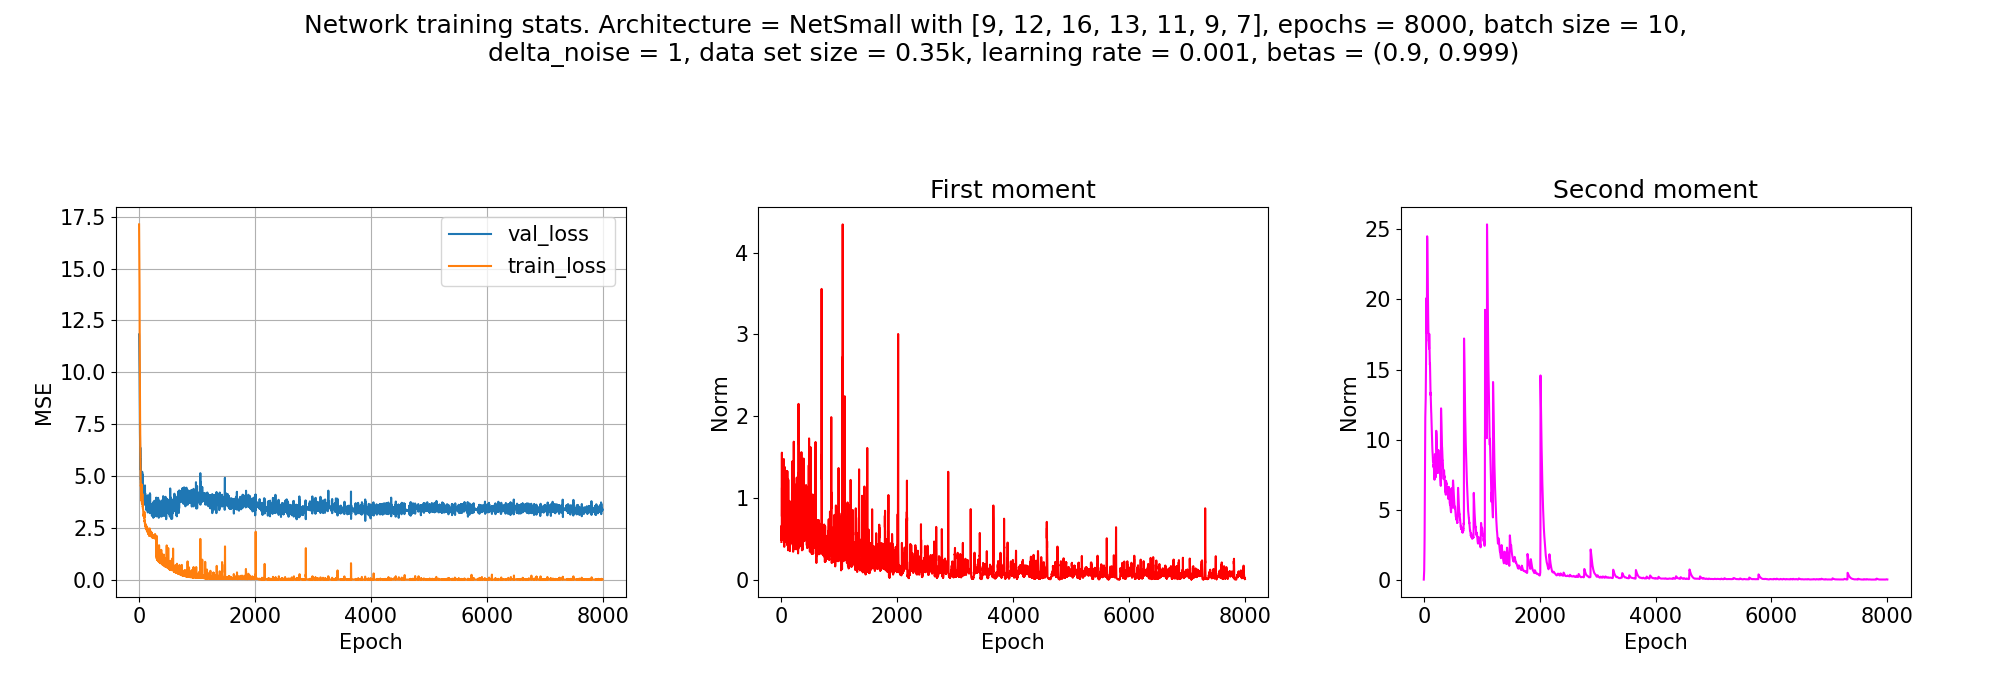 Network training stats. Architecture = NetSmall with [9, 12, 16, 13, 11, 9, 7], epochs = 8000, batch size = 10,
delta_noise = 1, data set size = 0.35k, learning rate = 0.001, betas = (0.9, 0.999)
17.5
15.0
12.5
10.0
7.5
5.0
2.5
0.0
MSE
val_loss
train_loss
0 2000 4000 6000 8000
Epoch
First moment
4
3
2
1
0
Norm
0 2000 4000 6000 8000
Epoch
Second moment
25
20
15
10
5
0
Norm
0 2000 4000 6000 8000
Epoch